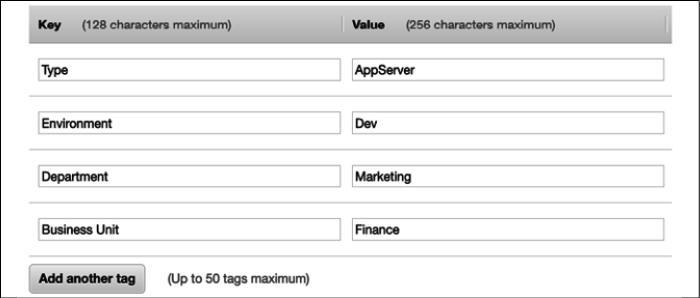 Key (128 characters maximum) Value (256 characters maximum)
Type AppServer
Environment Dev
Department Marketing
Business Unit Finance
Add another tag (Up to 50 tags maximum)